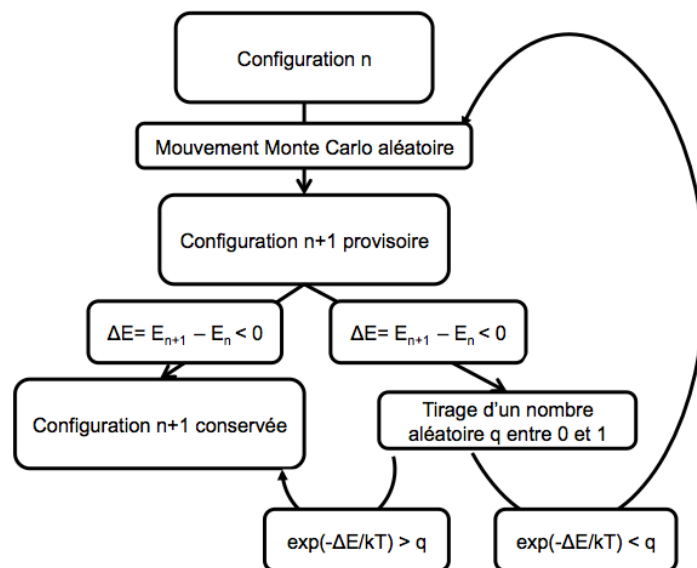 Configuration n
Mouvement Monte Carlo aléatoire
Configuration n+1 provisoire
ΔE= Eₙ₊₁ – Eₙ < 0
ΔE= Eₙ₊₁ – Eₙ < 0
Configuration n+1 conservée
Tirage d'un nombre
aléatoire q entre 0 et 1
exp(-ΔE/kT) > q
exp(-ΔE/kT) < q